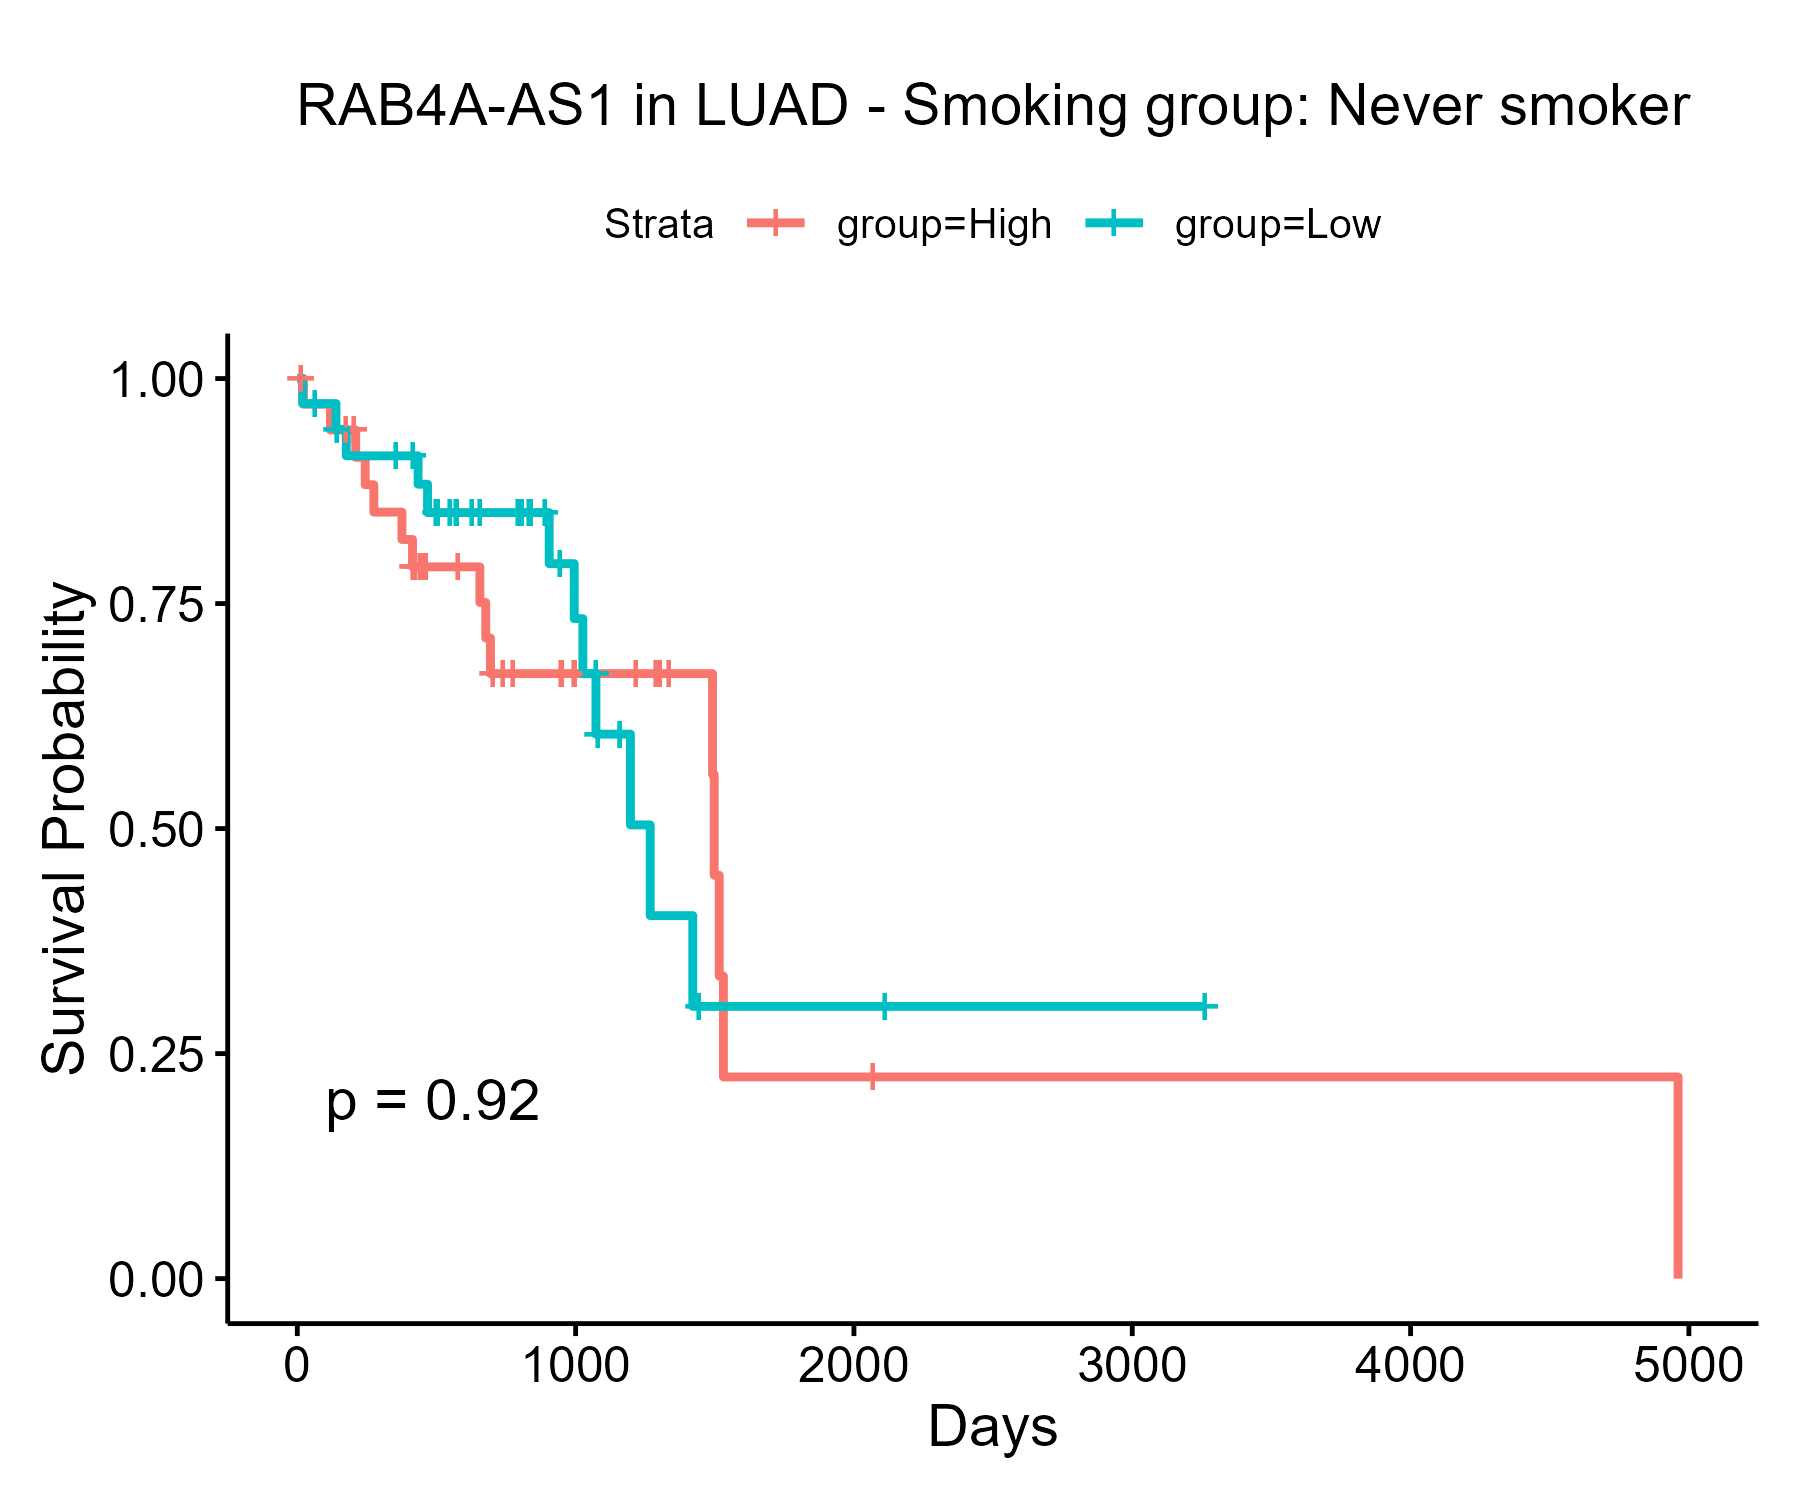 RAB4A-AS1 in LUAD - Smoking group: Never smoker
Strata group=High group=Low
Survival Probability
1.00
0.75
0.50
0.25
0.00
p = 0.92
0 1000 2000 3000 4000 5000
Days